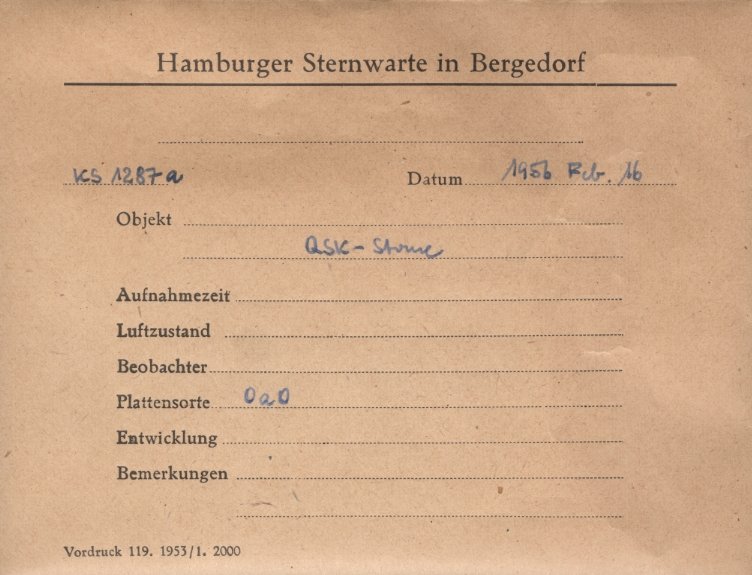 Hamburger Sternwarte in Bergedorf
KS 1287a Datum 1956 Feb. 16
Objekt
QSK-Sterne
Aufnahmezeit
Luftzustand
Beobachter
Plattensorte OaO
Entwicklung
Bemerkungen
Vordruck 119. 1953/1. 2000